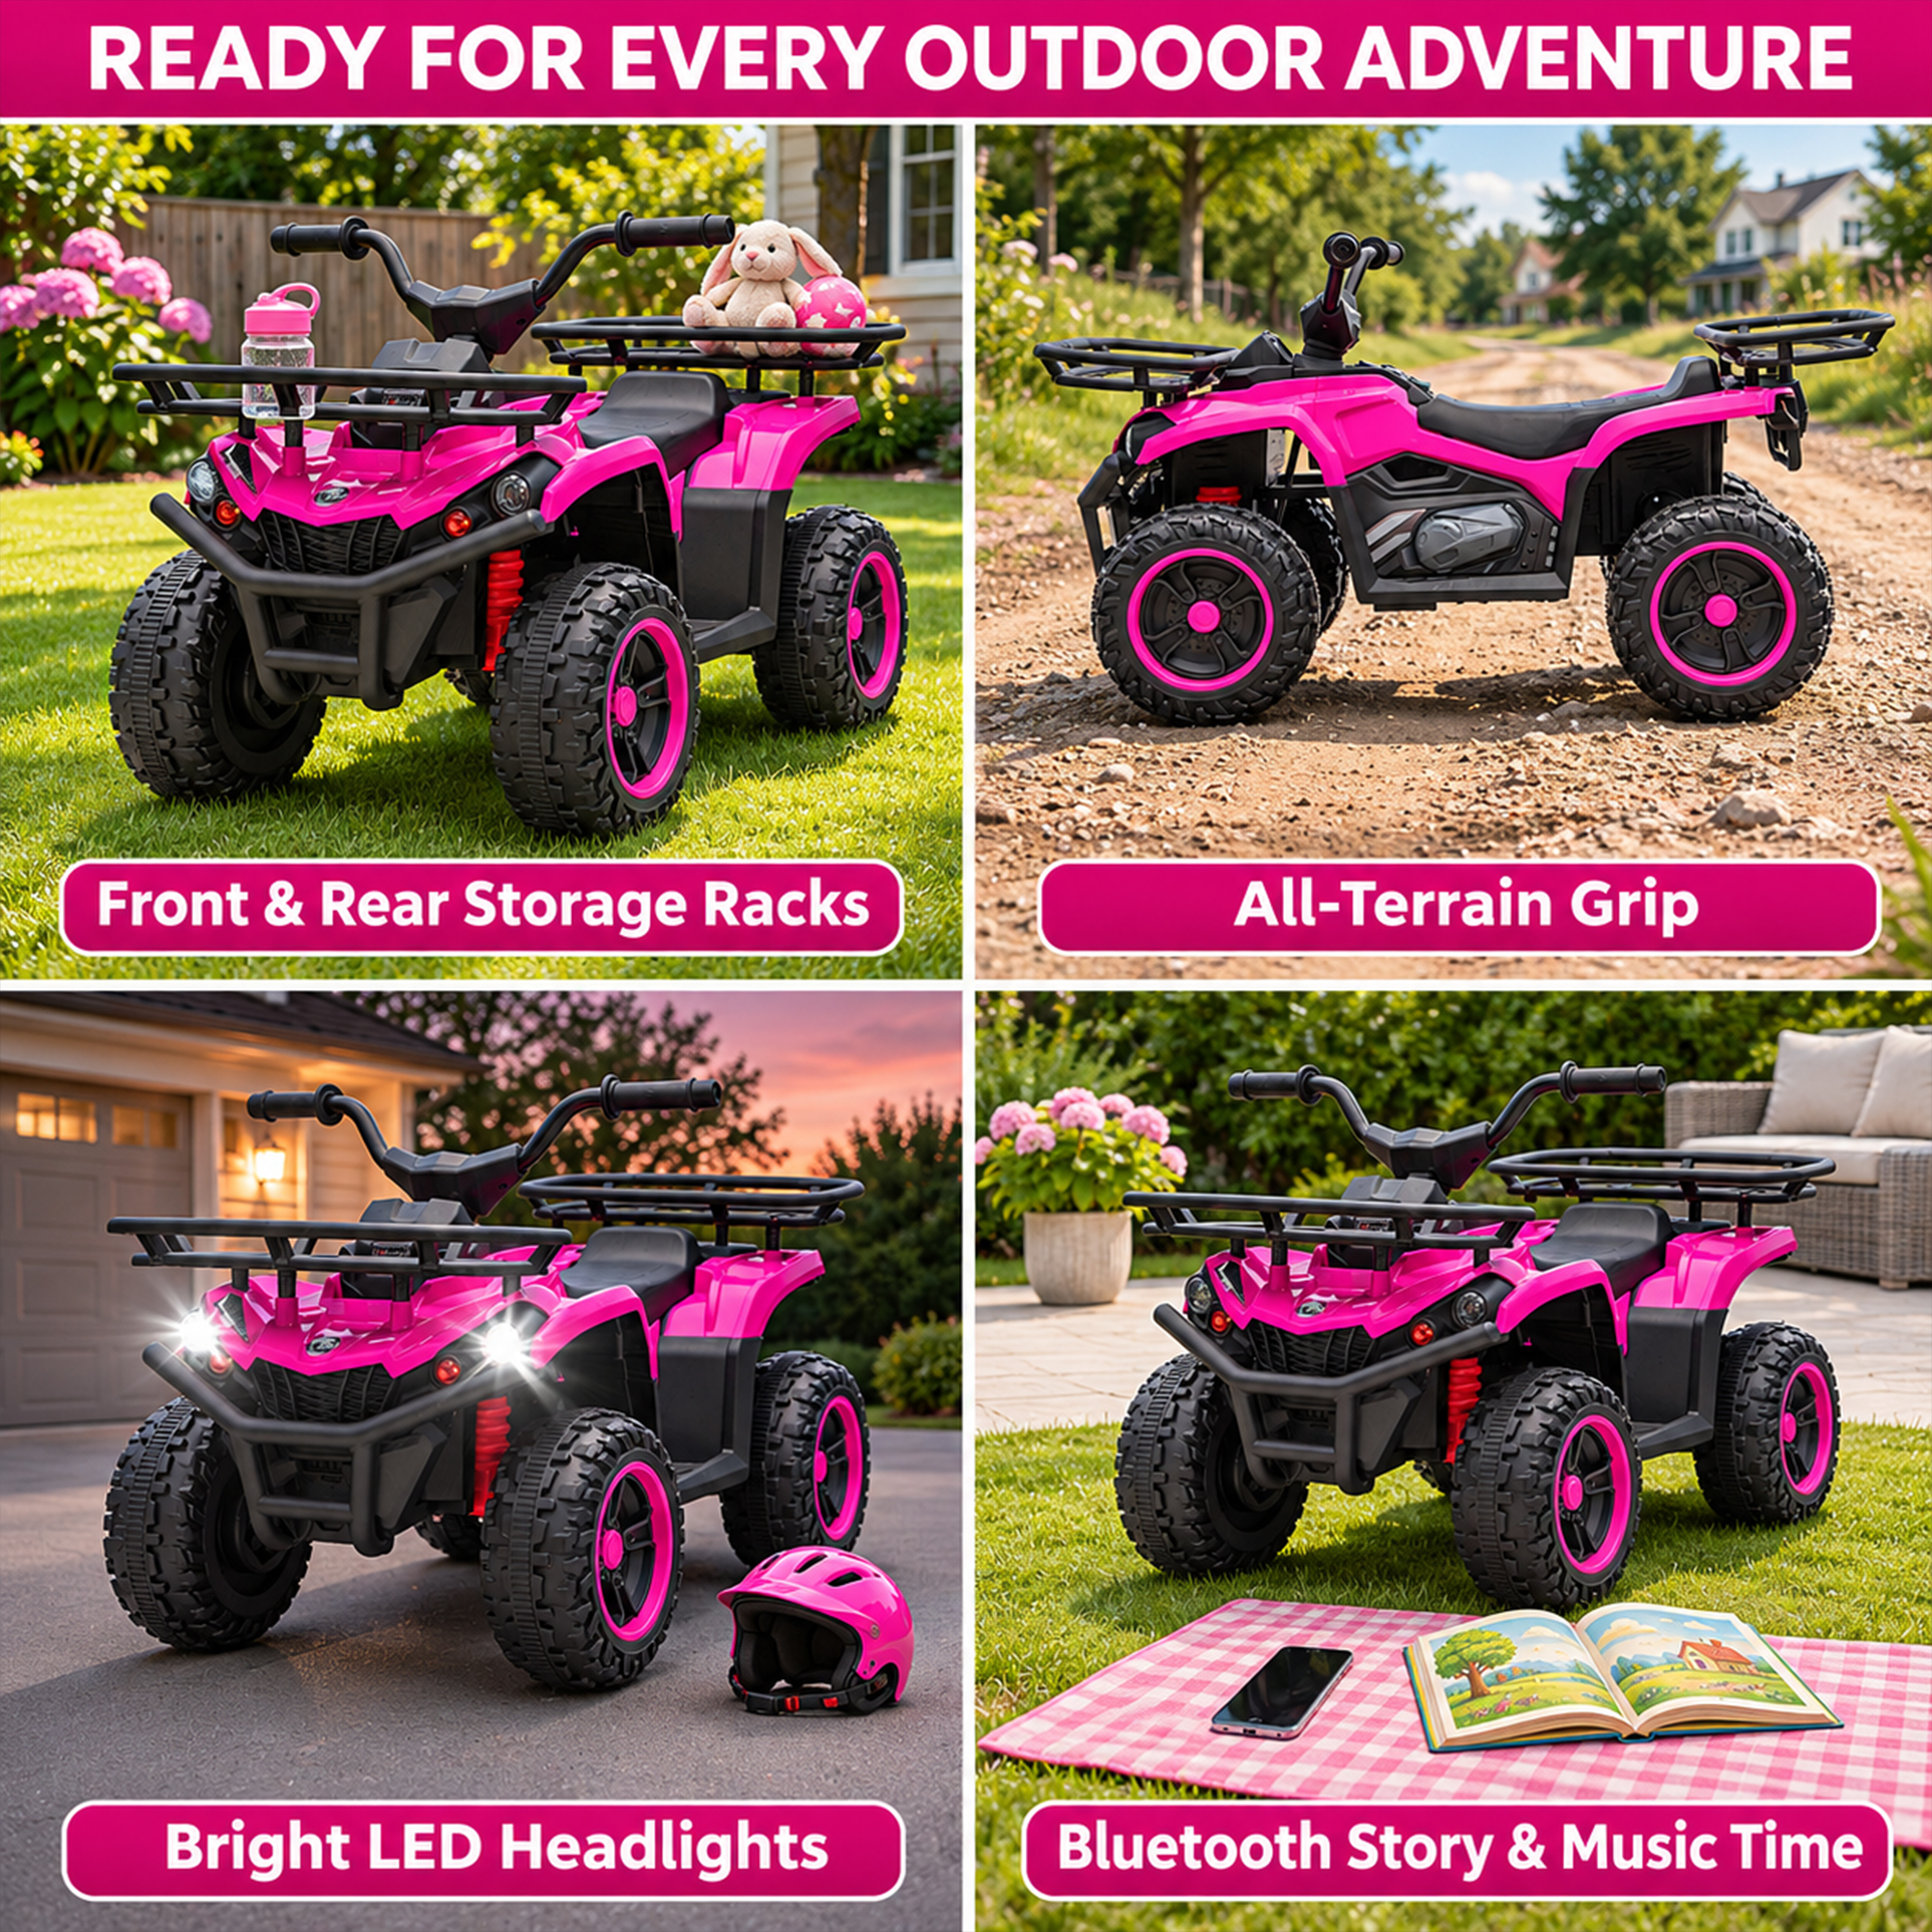 READY FOR EVERY OUTDOOR ADVENTURE
Front & Rear Storage Racks
All-Terrain Grip
Bright LED Headlights
Bluetooth Story & Music Time